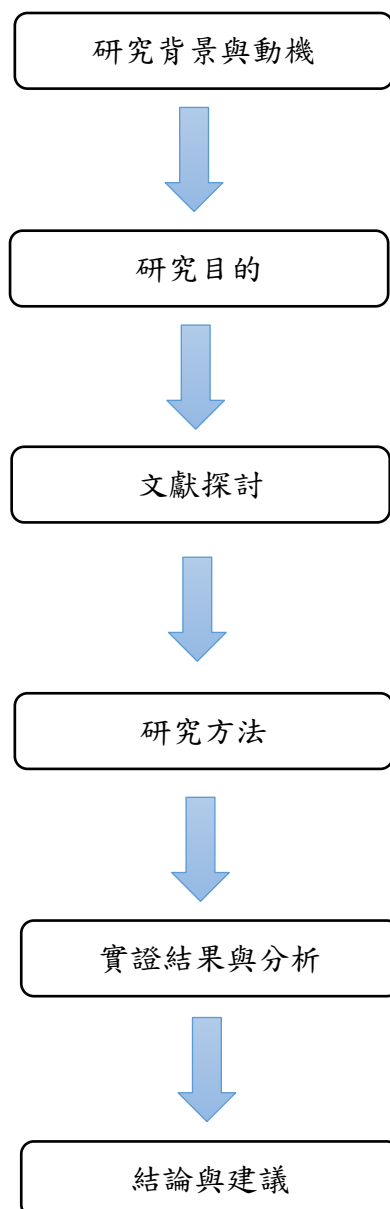 研究背景與動機
研究目的
文獻探討
研究方法
實證結果與分析
結論與建議